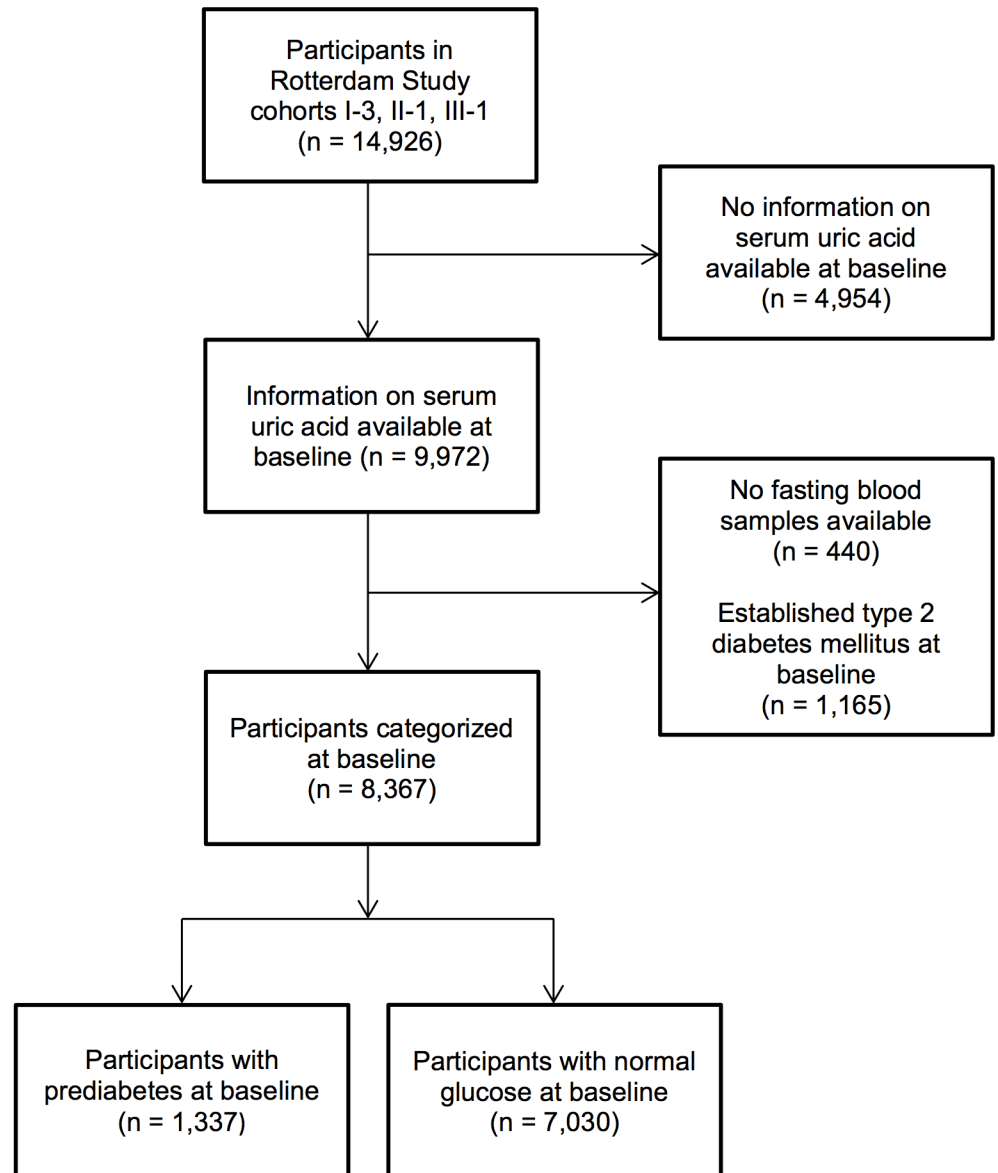 Participants in
Rotterdam Study
cohorts I-3, II-1, III-1
(n = 14,926)
No information on
serum uric acid
available at baseline
(n = 4,954)
Information on serum
uric acid available at
baseline (n = 9,972)
No fasting blood
samples available
(n = 440)
Established type 2
diabetes mellitus at
baseline
(n = 1,165)
Participants categorized
at baseline
(n = 8,367)
Participants with
prediabetes at baseline
(n = 1,337)
Participants with normal
glucose at baseline
(n = 7,030)